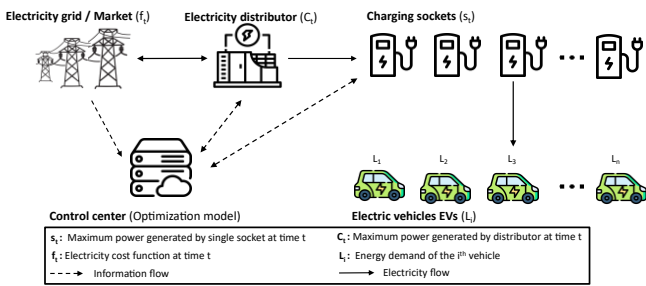 Electricity grid / Market (fₜ)
Electricity distributor (Cₜ)
Charging sockets (sₜ)
L₁
L₂
L₃
Lₙ
Control center (Optimization model)
Electric vehicles EVs (Lᵢ)
sₜ : Maximum power generated by single socket at time t
Cₜ : Maximum power generated by distributor at time t
fₜ : Electricity cost function at time t
Lᵢ : Energy demand of the iᵗʰ vehicle
Information flow
Electricity flow